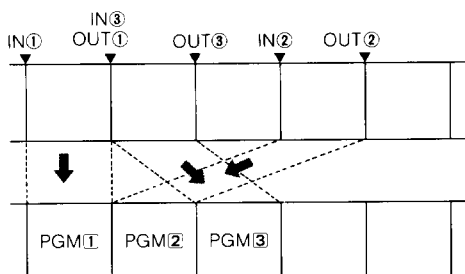 IN③
IN① OUT① OUT③ IN② OUT②
PGM1 PGM2 PGM3